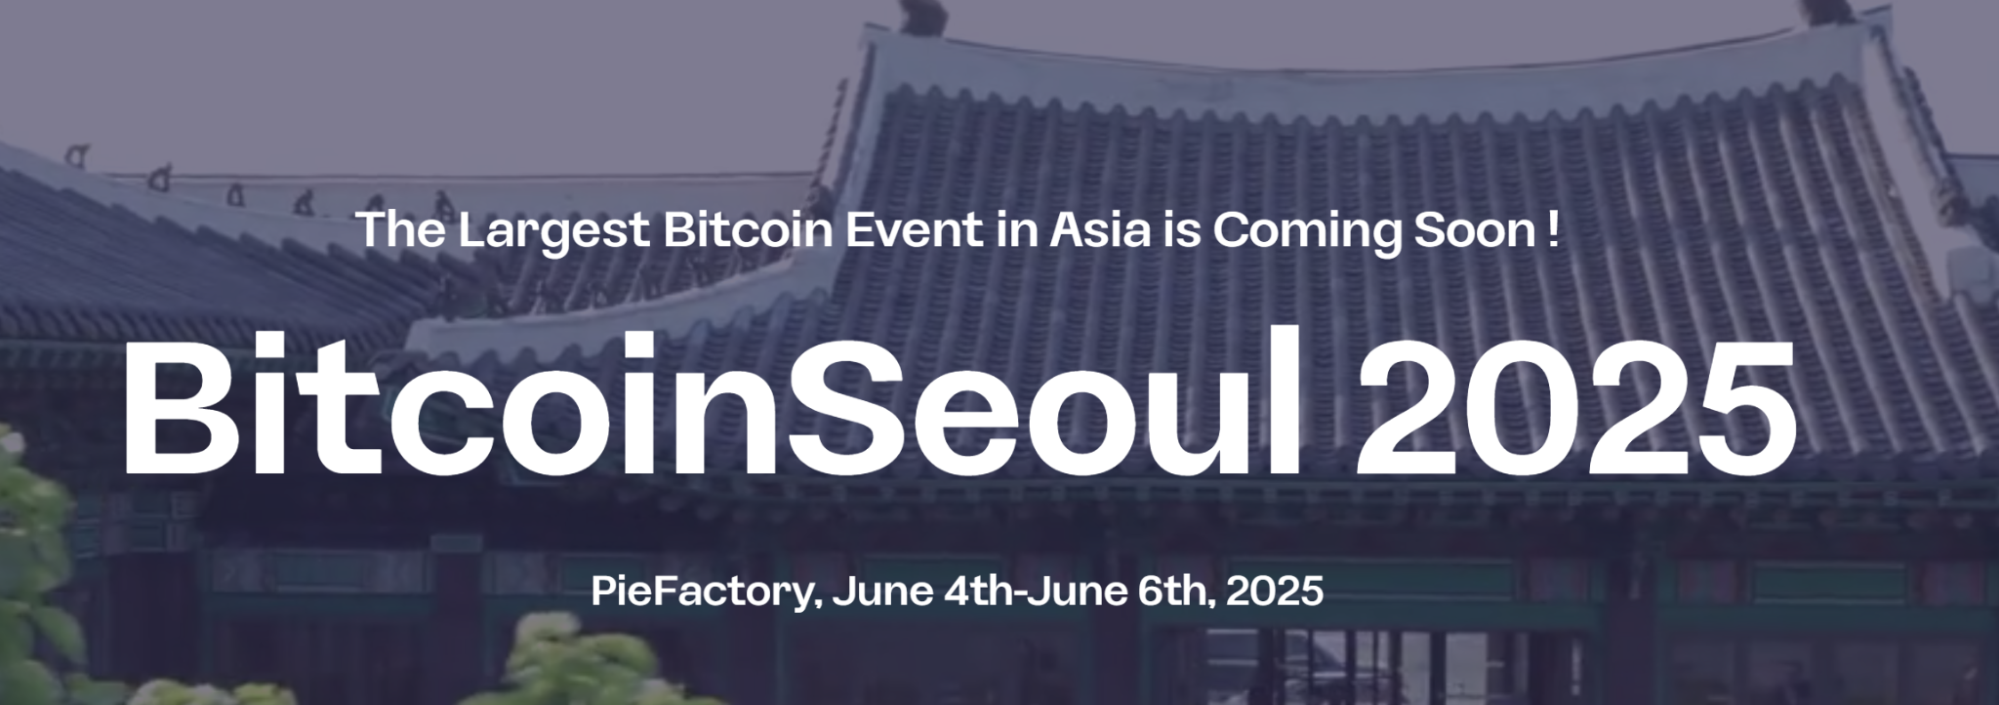 The Largest Bitcoin Event in Asia is Coming Soon !
BitcoinSeoul 2025
PieFactory, June 4th-June 6th, 2025